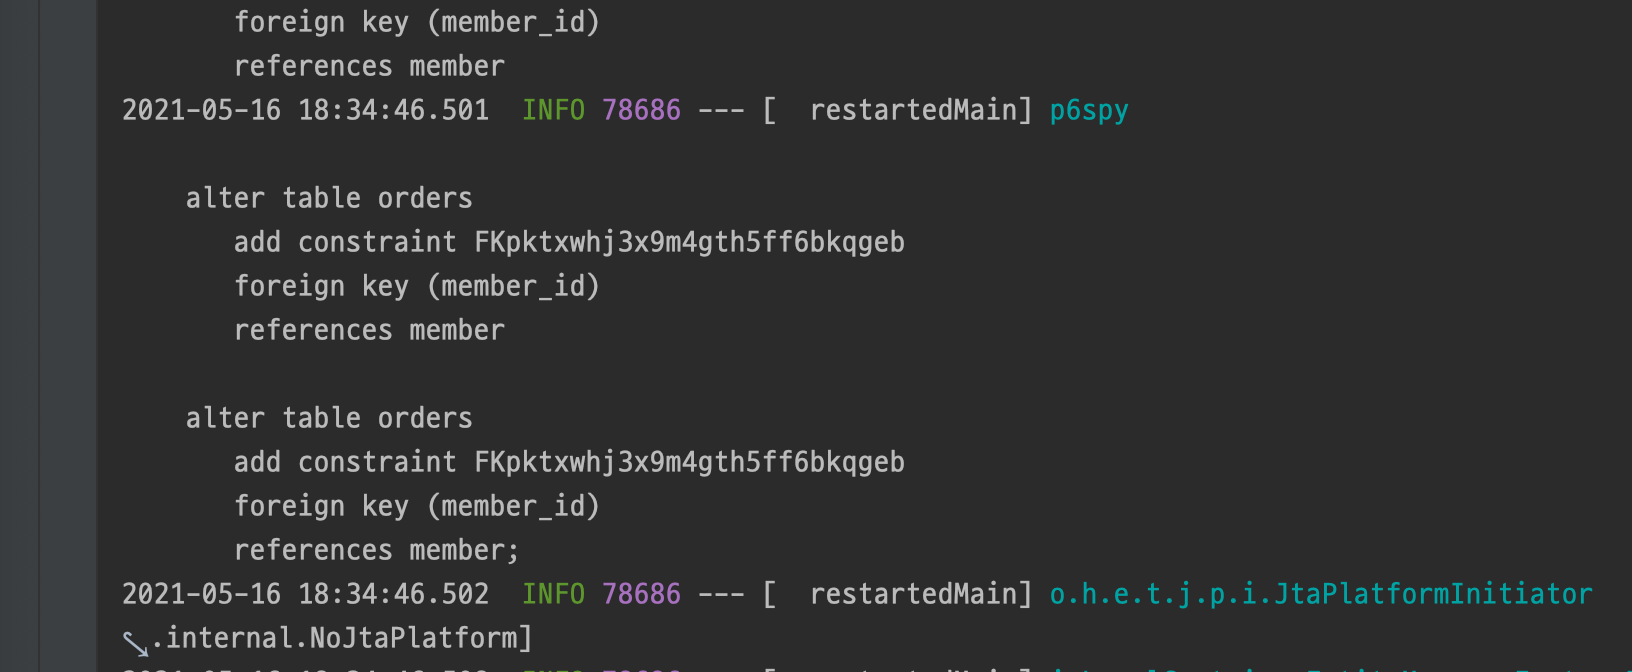 foreign key (member_id)
references member
2021-05-16 18:34:46.501  INFO 78686 --- [  restartedMain] p6spy
alter table orders
add constraint FKpktxwhj3x9m4gth5ff6bkqgeb
foreign key (member_id)
references member
alter table orders
add constraint FKpktxwhj3x9m4gth5ff6bkqgeb
foreign key (member_id)
references member;
2021-05-16 18:34:46.502  INFO 78686 --- [  restartedMain] o.h.e.t.j.p.i.JtaPlatformInitiator
.internal.NoJtaPlatform]